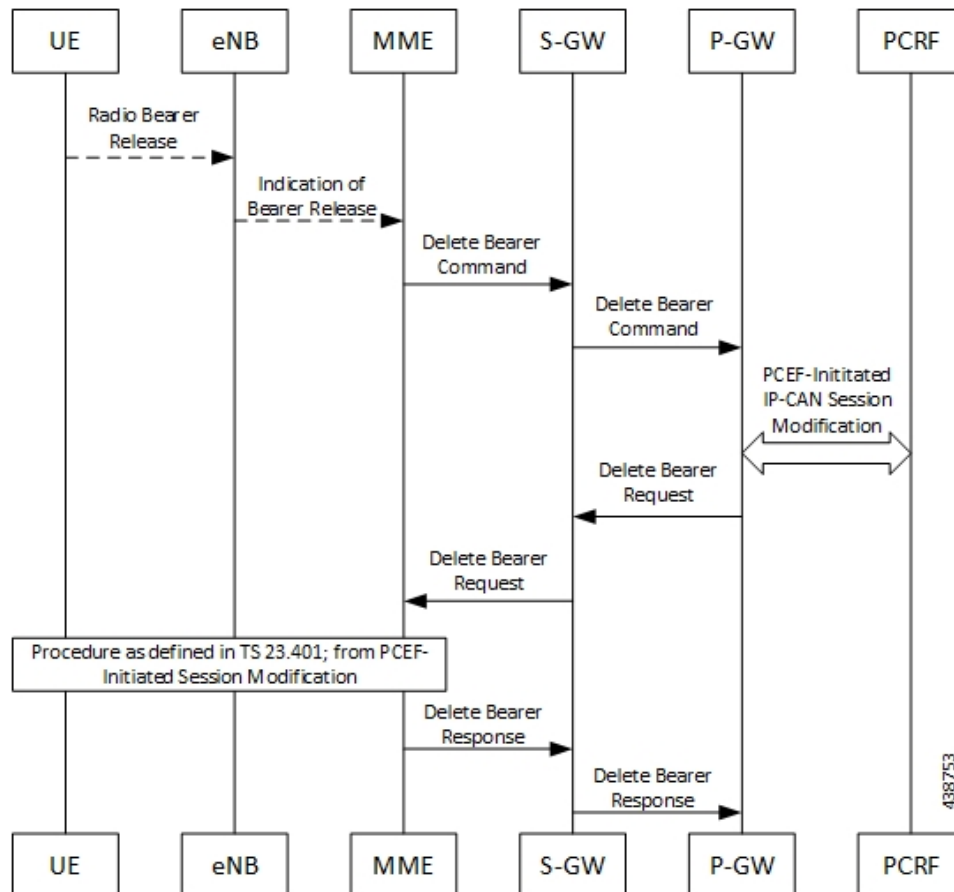 UE
eNB
MME
S-GW
P-GW
PCRF
Radio Bearer
Release
Indication of
Bearer Release
Delete Bearer
Command
Delete Bearer
Command
PCEF-Inititated
IP-CAN Session
Modification
Delete Bearer
Request
Delete Bearer
Request
Procedure as defined in TS 23.401; from PCEF-
Initiated Session Modification
Delete Bearer
Response
Delete Bearer
Response
438753
UE
eNB
MME
S-GW
P-GW
PCRF